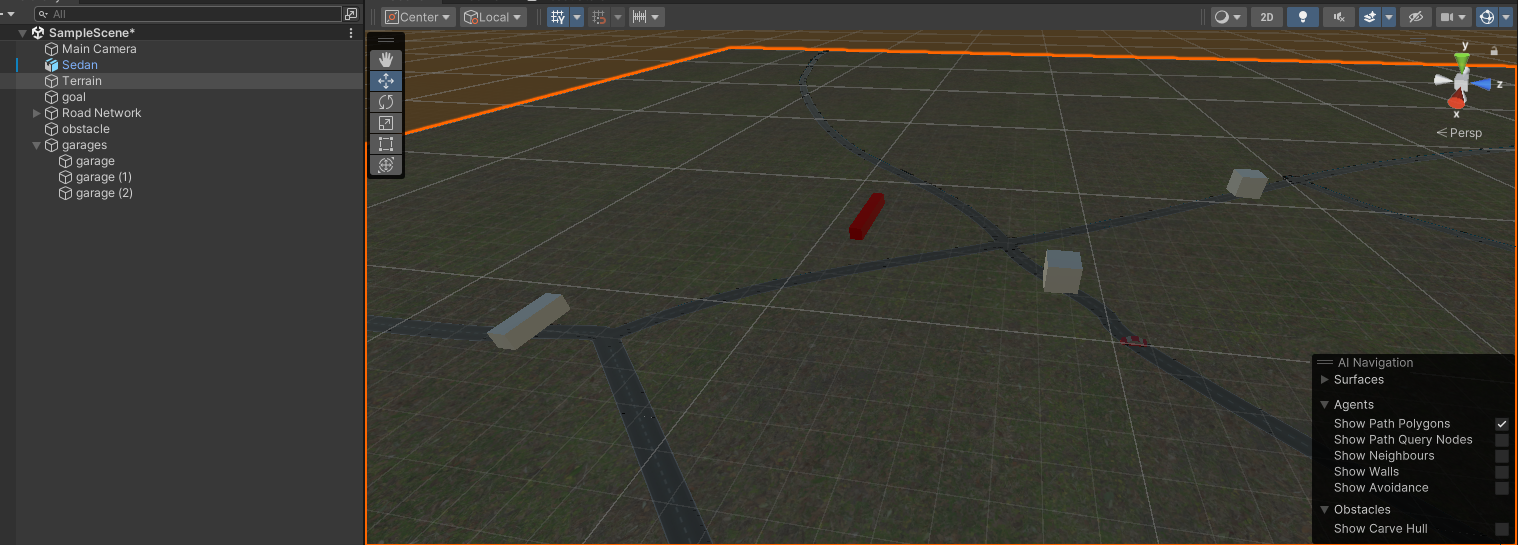 All
Center
Local
2D
SampleScene*
Main Camera
Sedan
Terrain
goal
Road Network
obstacle
garages
garage
garage (1)
garage (2)
y
z
x
Persp
AI Navigation
Surfaces
Agents
Show Path Polygons
Show Path Query Nodes
Show Neighbours
Show Walls
Show Avoidance
Obstacles
Show Carve Hull